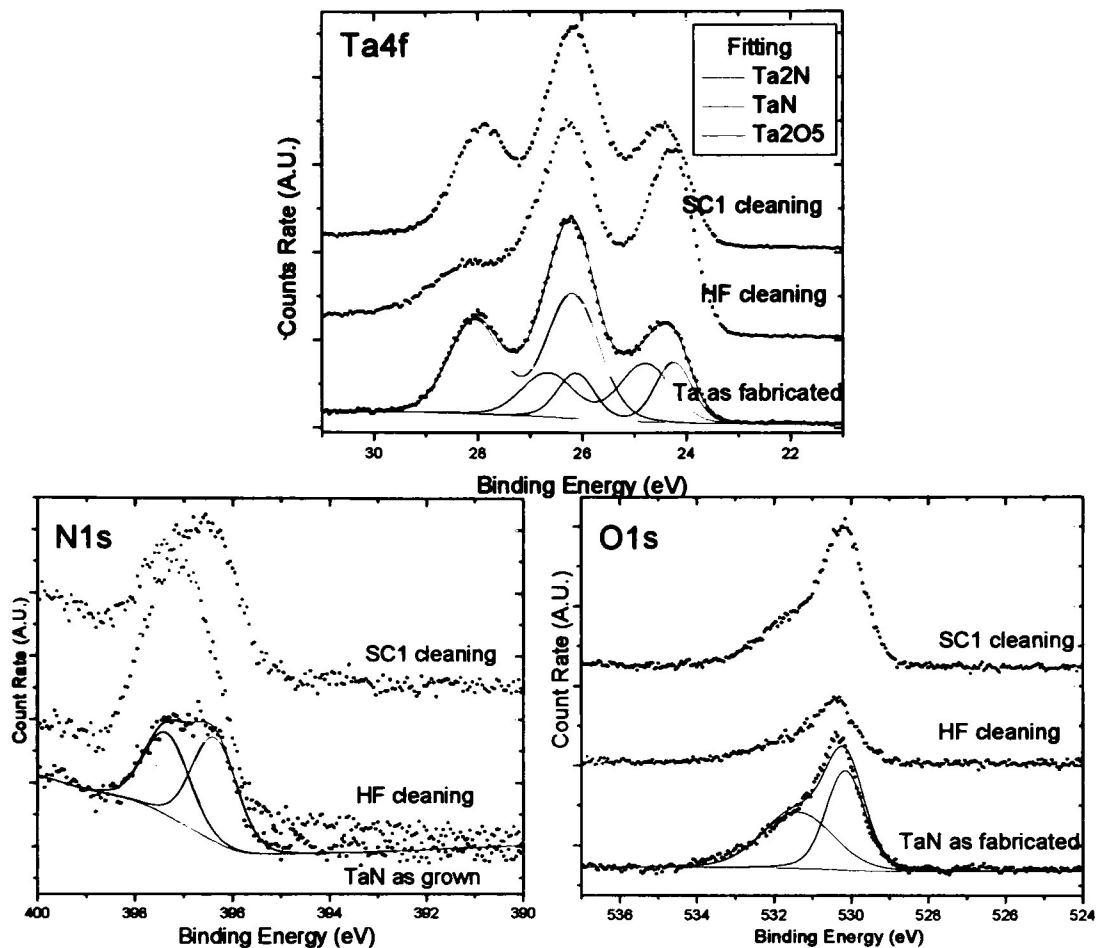 Ta4f
Fitting
Ta2N
TaN
Ta2O5
SC1 cleaning
HF cleaning
Ta as fabricated
Counts Rate (A.U.)
30 28 26 24 22
Binding Energy (eV)
N1s
SC1 cleaning
HF cleaning
TaN as grown
Count Rate (A.U.)
400 398 396 394 392 390
Binding Energy (eV)
O1s
SC1 cleaning
HF cleaning
TaN as fabricated
Count Rate (A.U.)
536 534 532 530 528 526 524
Binding Energy (eV)